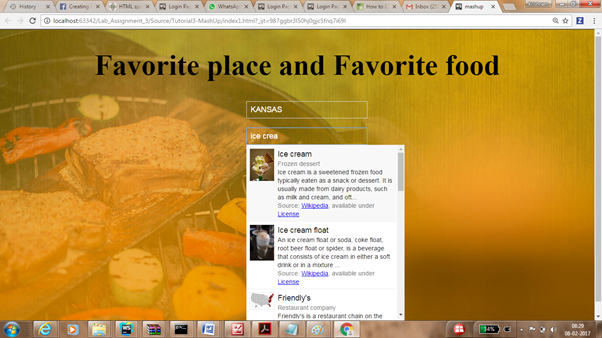 History
Creating
HTML sp
Login Pa
WhatsAp
Login Pa
Login Pa
How to C
Inbox (2
mashup
localhost:63342/Lab_Assignment_3/Source/Tutorial3-MashUp/index1.html?_ijt=987ggbr3l50hj0gjc5fnq7i69l
Favorite place and Favorite food
KANSAS
ice crea
Ice cream
Frozen dessert
Ice cream is a sweetened frozen food
typically eaten as a snack or dessert. It is
usually made from dairy products, such
as milk and cream, and oft...
Source: Wikipedia, available under
License
Ice cream float
An ice cream float or soda, coke float,
root beer float or spider, is a beverage
that consists of ice cream in either a soft
drink or in a mixture ...
Source: Wikipedia, available under
License
Friendly's
Restaurant company
Friendly's is a restaurant chain on the
34%
08:29
08-02-2017